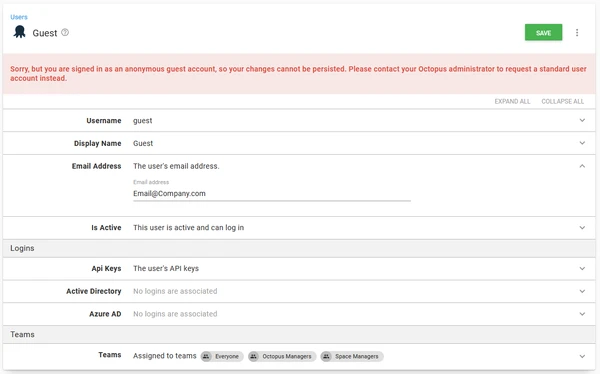 Users
Guest
SAVE
Sorry, but you are signed in as an anonymous guest account, so your changes cannot be persisted. Please contact your Octopus administrator to request a standard user
account instead.
EXPAND ALL COLLAPSE ALL
Username guest
Display Name Guest
Email Address The user's email address.
Email address
Email@Company.com
Is Active This user is active and can log in
Logins
Api Keys The user's API keys
Active Directory No logins are associated
Azure AD No logins are associated
Teams
Teams Assigned to teams Everyone Octopus Managers Space Managers